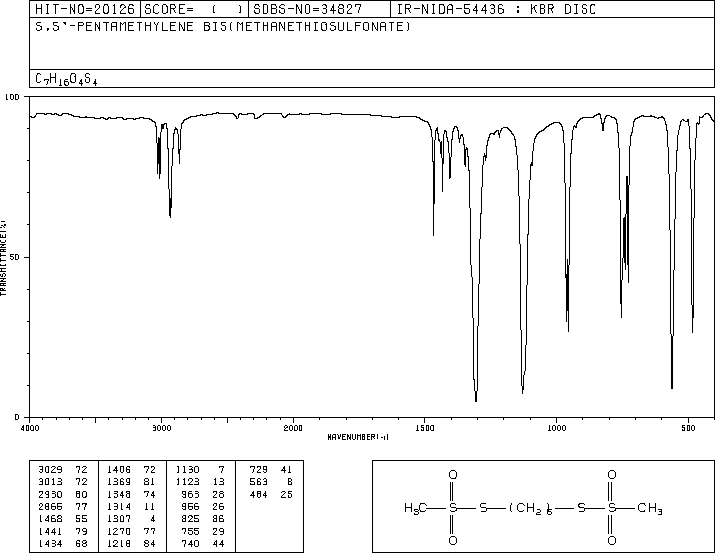 HIT-NO=20126 SCORE= ( ) SDBS-NO=34827 IR-NIDA-54436 : KBR DISC
S,S'-PENTAMETHYLENE BIS(METHANETHIOSULFONATE)
C7H16O4S4
100
50
0
TRANSMITTANCE(%)
4000 3000 2000 1500 1000 500
WAVENUMBER(-1)
3029 72 1406 72 1130 7 729 41
3013 72 1369 81 1123 13 563 8
2930 60 1348 74 963 28 484 25
2866 77 1314 11 956 26
1468 55 1307 4 825 86
1441 79 1270 77 755 29
1434 68 1218 84 740 44
O O
H3C—S—S—(CH2)5—S—S—CH3
O O